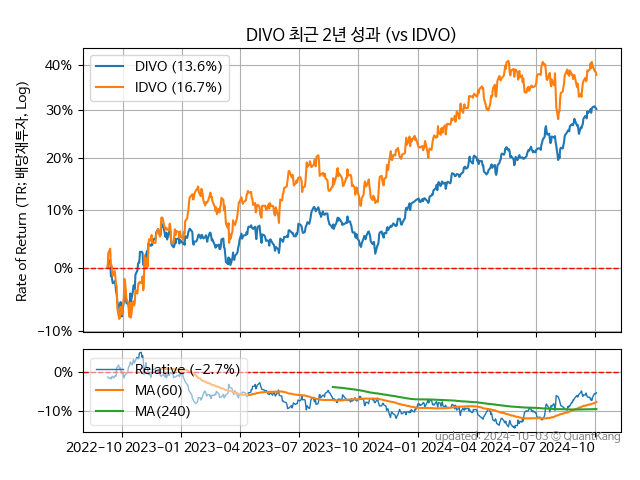 DIVO 최근 2년 성과 (vs IDVO)
Rate of Return (TR: 배당재투자, Log)
40%
30%
20%
10%
0%
−10%
DIVO (13.6%)
IDVO (16.7%)
0%
−10%
Relative (−2.7%)
MA(60)
MA(240)
updated: 2024-10-03 © QuantKang
2022−10 2023−01 2023−04 2023−07 2023−10 2024−01 2024−04 2024−07 2024−10